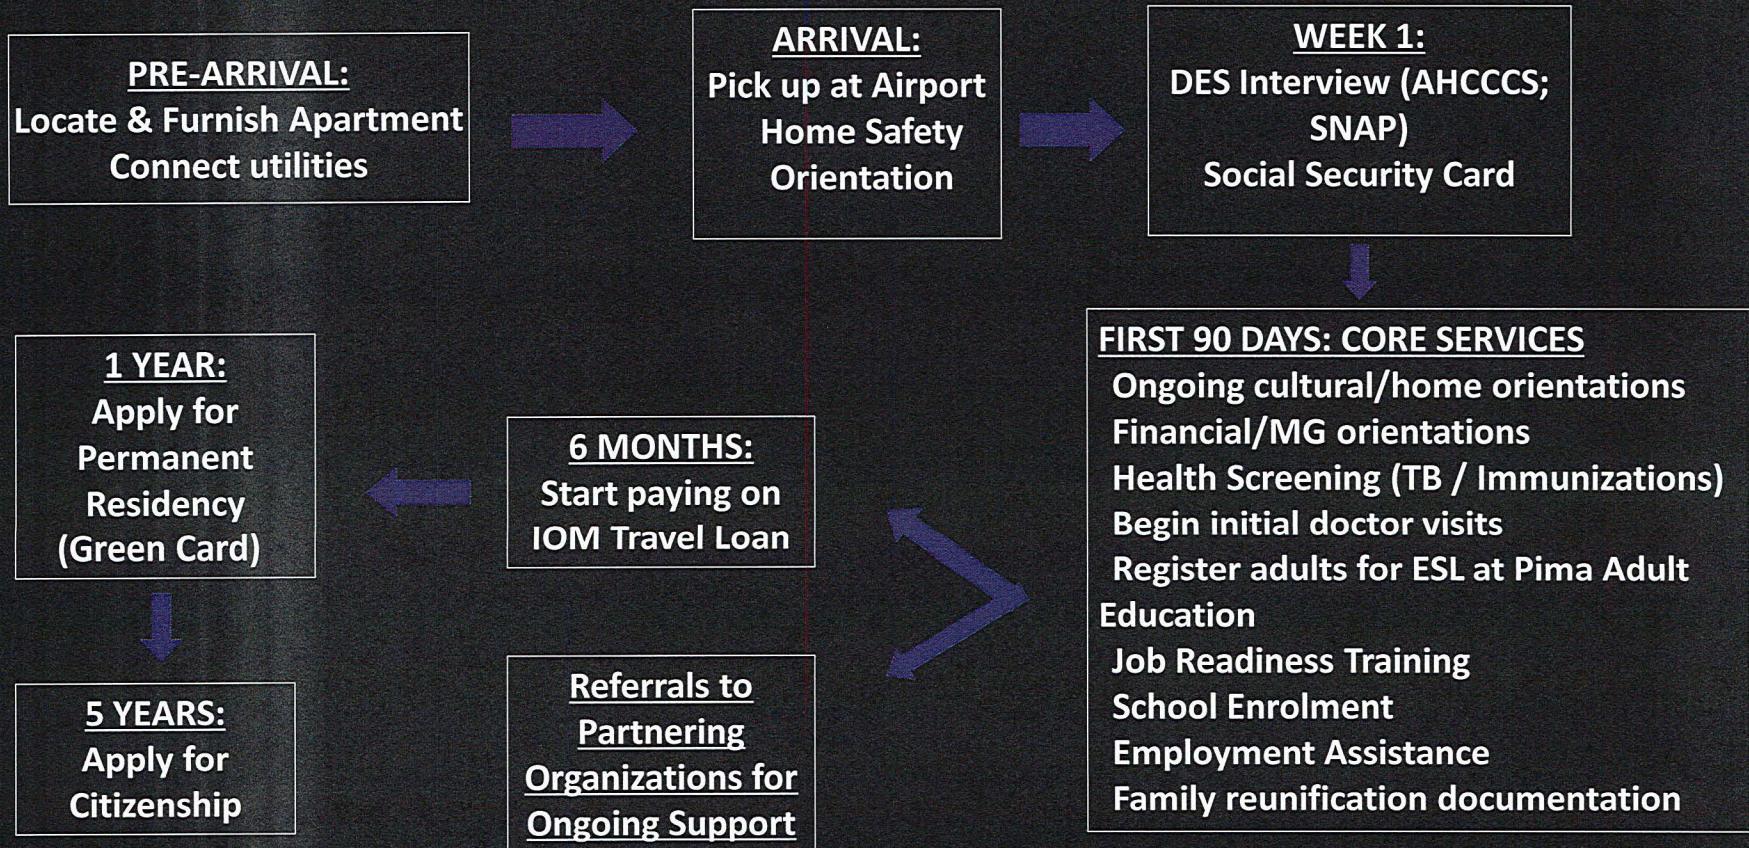 PRE-ARRIVAL:
Locate & Furnish Apartment
Connect utilities
ARRIVAL:
Pick up at Airport
Home Safety
Orientation
WEEK 1:
DES Interview (AHCCCS;
SNAP)
Social Security Card
FIRST 90 DAYS: CORE SERVICES
Ongoing cultural/home orientations
Financial/MG orientations
Health Screening (TB / Immunizations)
Begin initial doctor visits
Register adults for ESL at Pima Adult
Education
Job Readiness Training
School Enrolment
Employment Assistance
Family reunification documentation
6 MONTHS:
Start paying on
IOM Travel Loan
Referrals to
Partnering
Organizations for
Ongoing Support
1 YEAR:
Apply for
Permanent
Residency
(Green Card)
5 YEARS:
Apply for
Citizenship